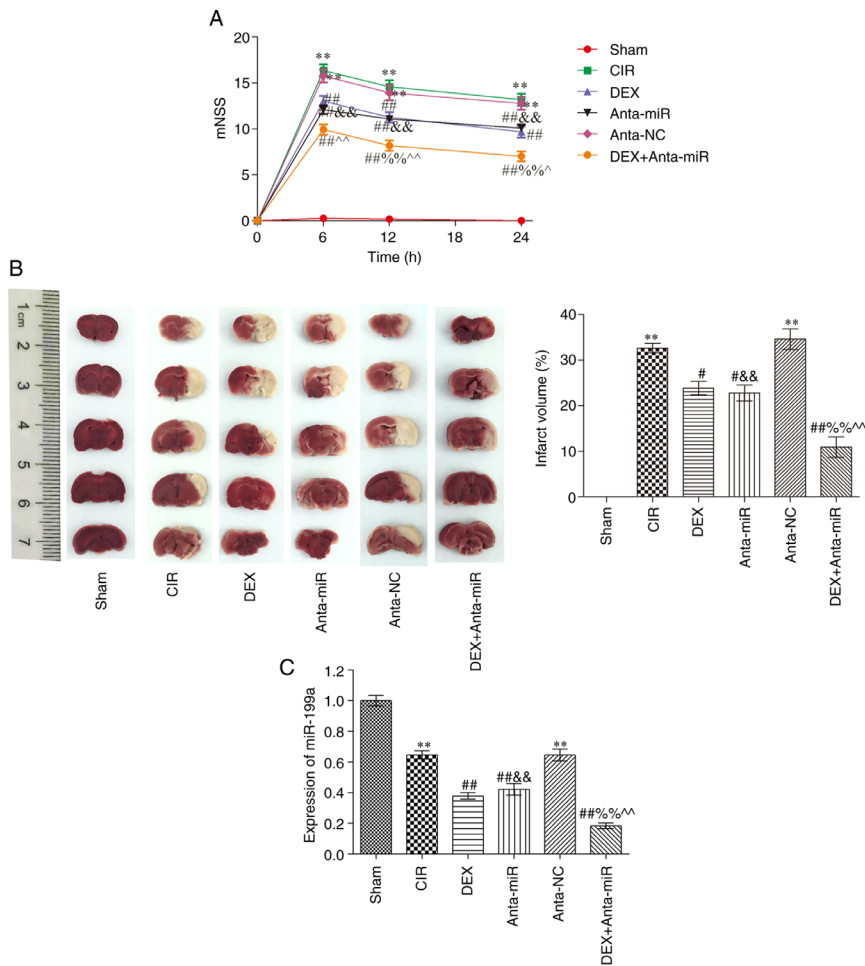 A
20
15
10
5
0
mNSS
0 6 12 18 24
Time (h)
**
**
##
##&&
##^^
**
**
##
##&&
##%%^^
**
**
##&&
##
##%%^
Sham
CIR
DEX
Anta-miR
Anta-NC
DEX+Anta-miR
B
1
cm
2
3
4
5
6
7
Sham
CIR
DEX
Anta-miR
Anta-NC
DEX+Anta-miR
40
30
20
10
0
Infarct volume (%)
**
#
#&&
**
##%%^^
Sham
CIR
DEX
Anta-miR
Anta-NC
DEX+Anta-miR
C
1.2
1.0
0.8
0.6
0.4
0.2
0.0
Expression of miR-199a
**
##
##&&
**
##%%^^
Sham
CIR
DEX
Anta-miR
Anta-NC
DEX+Anta-miR